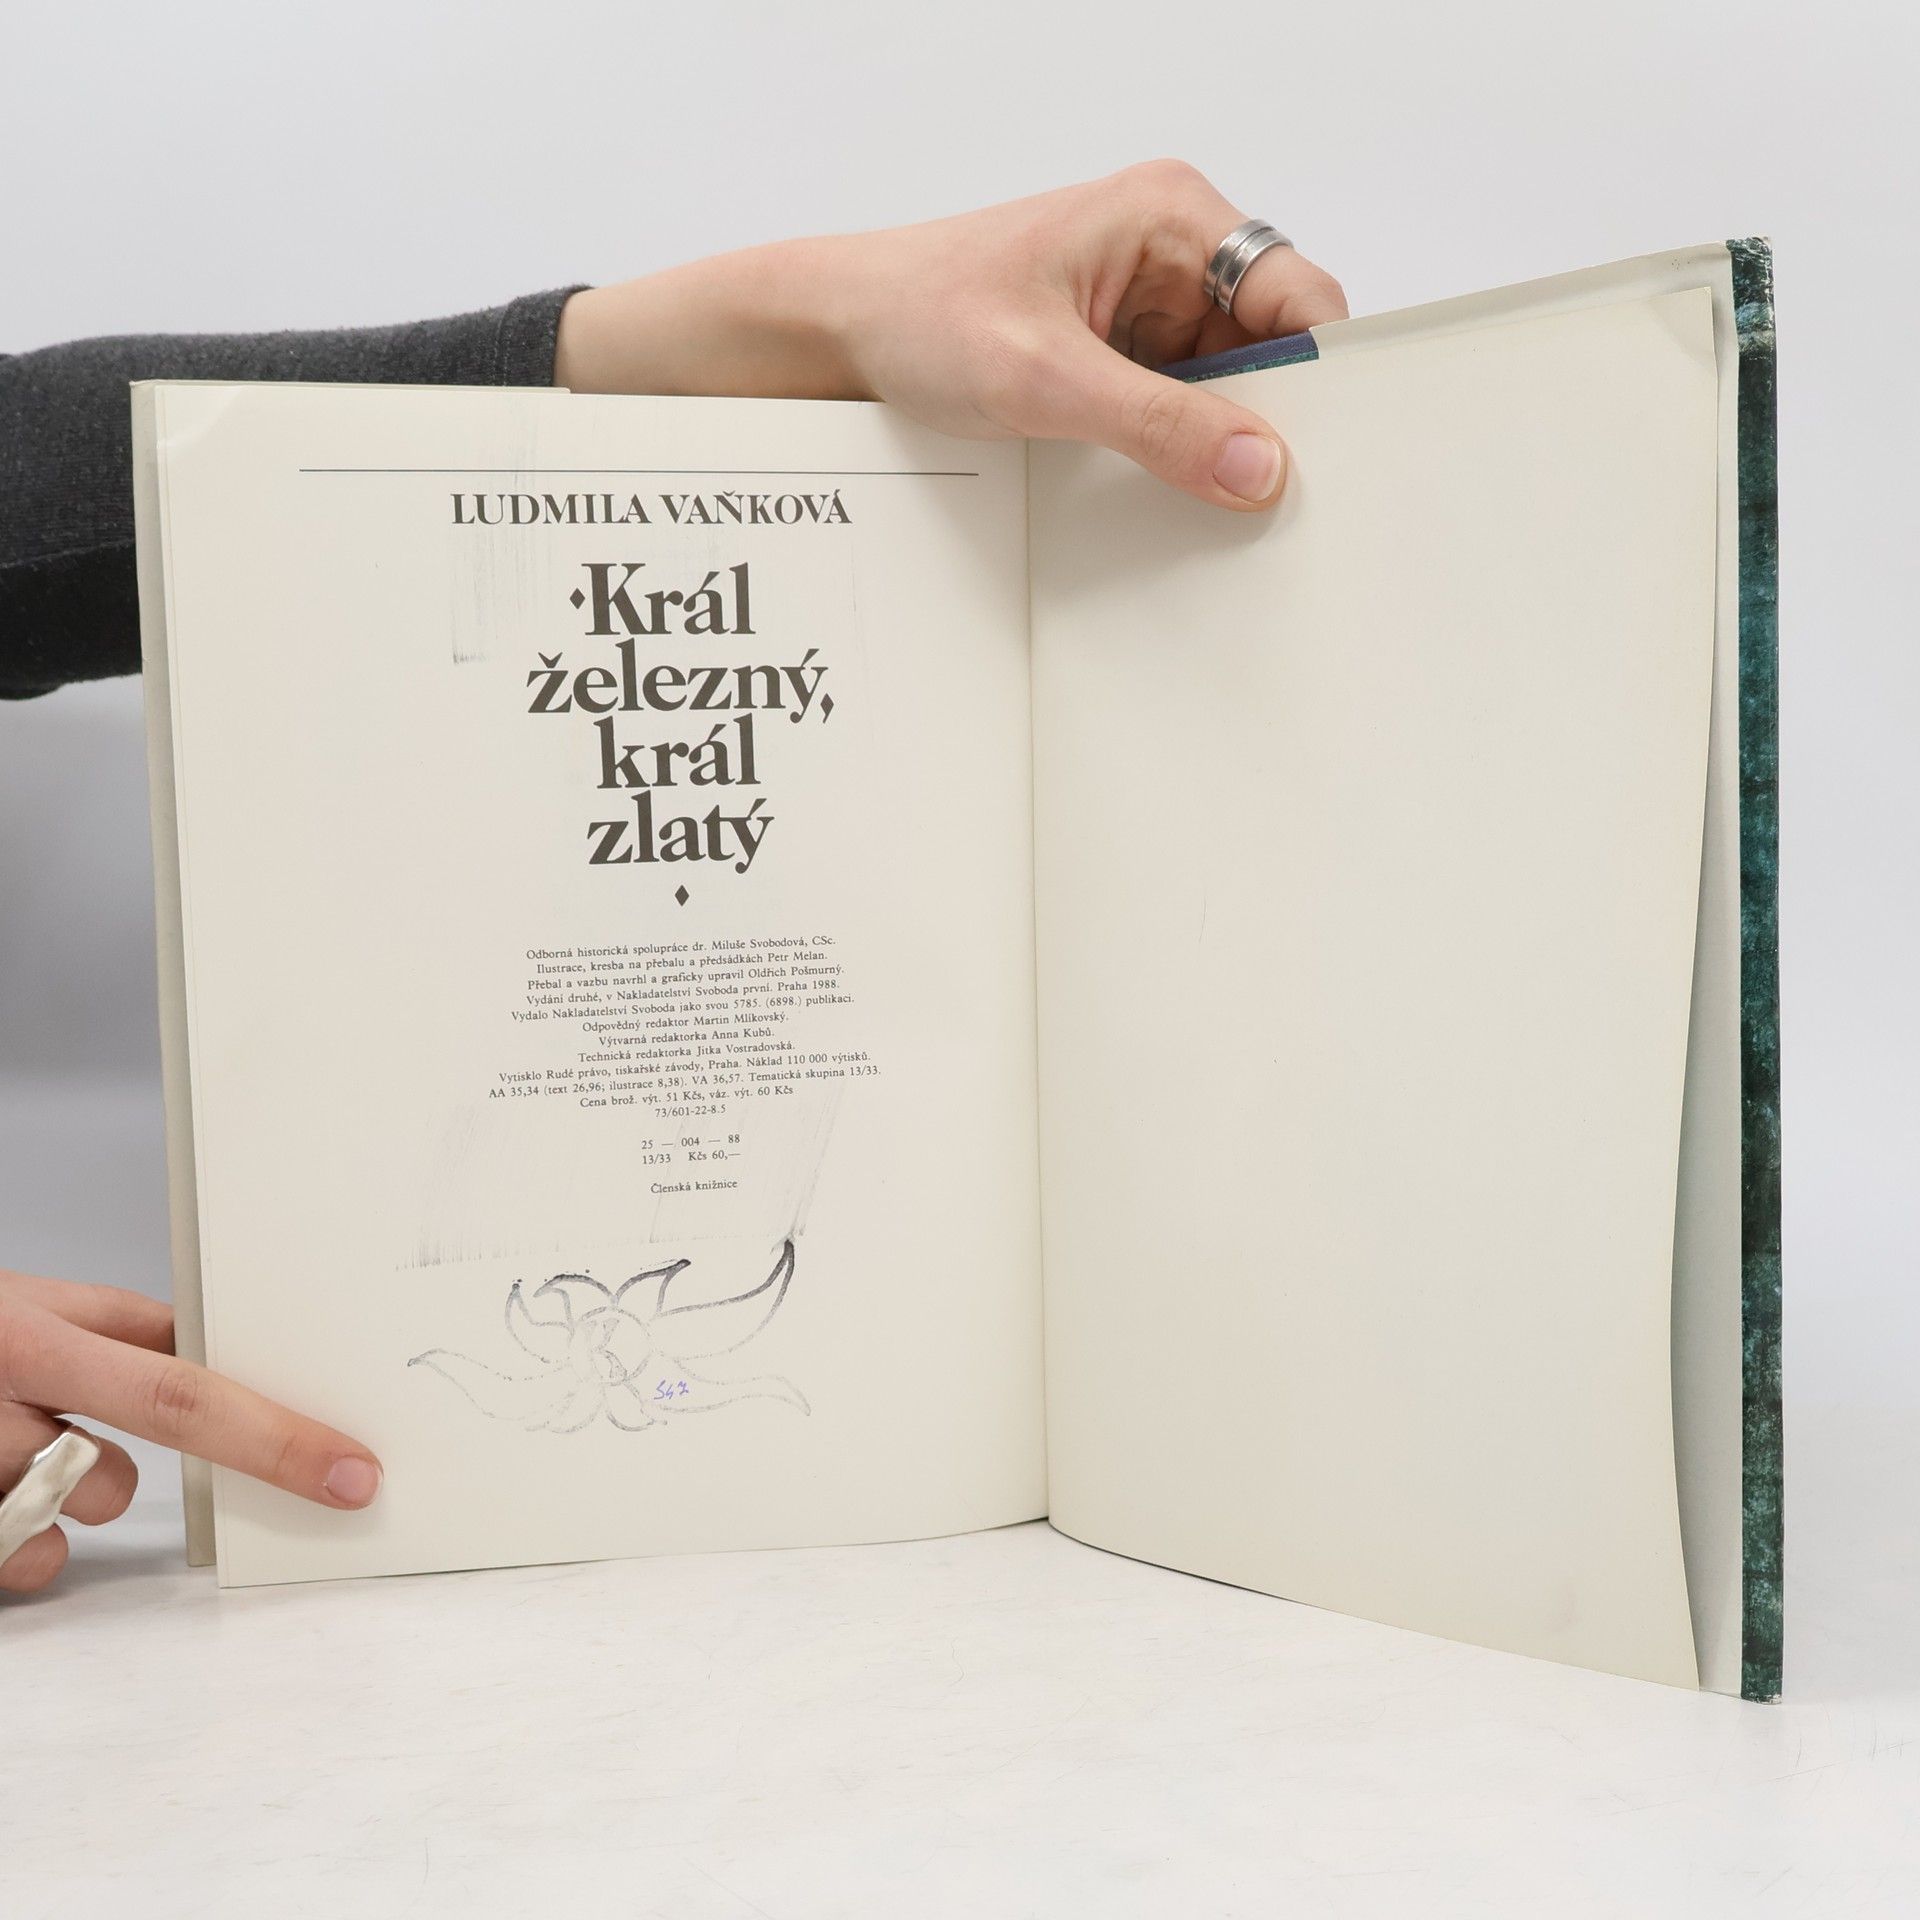 LUDMILA VAŇKOVÁ
Král
železný,
král
zlatý
Odborná historická spolupráce dr. Miluše Svobodová, CSc.
Ilustrace, kresba na přebalu a předsádkách Petr Melan.
Přebal a vazbu navrhl a graficky upravil Oldřich Pošmurný.
Vydání druhé, v Nakladatelství Svoboda první. Praha 1988.
Vydalo Nakladatelství Svoboda jako svou 5785. (6898.) publikaci.
Odpovědný redaktor Martin Mlíkovský.
Výtvarná redaktorka Anna Kubů.
Technická redaktorka Jitka Vostradovská.
Vytisklo Rudé právo, tiskařské závody, Praha. Náklad 110 000 výtisků.
AA 35,34 (text 26,96; ilustrace 8,38). VA 36,57. Tematická skupina 13/33.
Cena brož. výt. 51 Kčs, váz. výt. 60 Kčs
73/601-22-8.5
25 — 004 — 88
13/33 Kčs 60,—
Členská knižnice